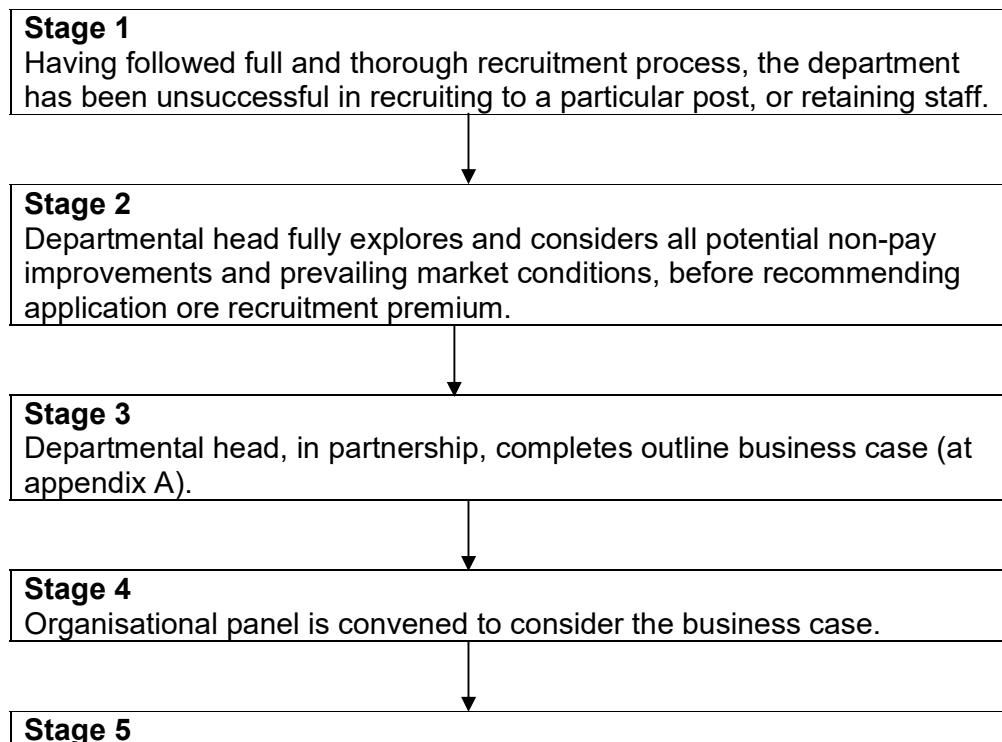 Stage 1
Having followed full and thorough recruitment process, the department
has been unsuccessful in recruiting to a particular post, or retaining staff.
Stage 2
Departmental head fully explores and considers all potential non-pay
improvements and prevailing market conditions, before recommending
application ore recruitment premium.
Stage 3
Departmental head, in partnership, completes outline business case (at
appendix A).
Stage 4
Organisational panel is convened to consider the business case.
Stage 5